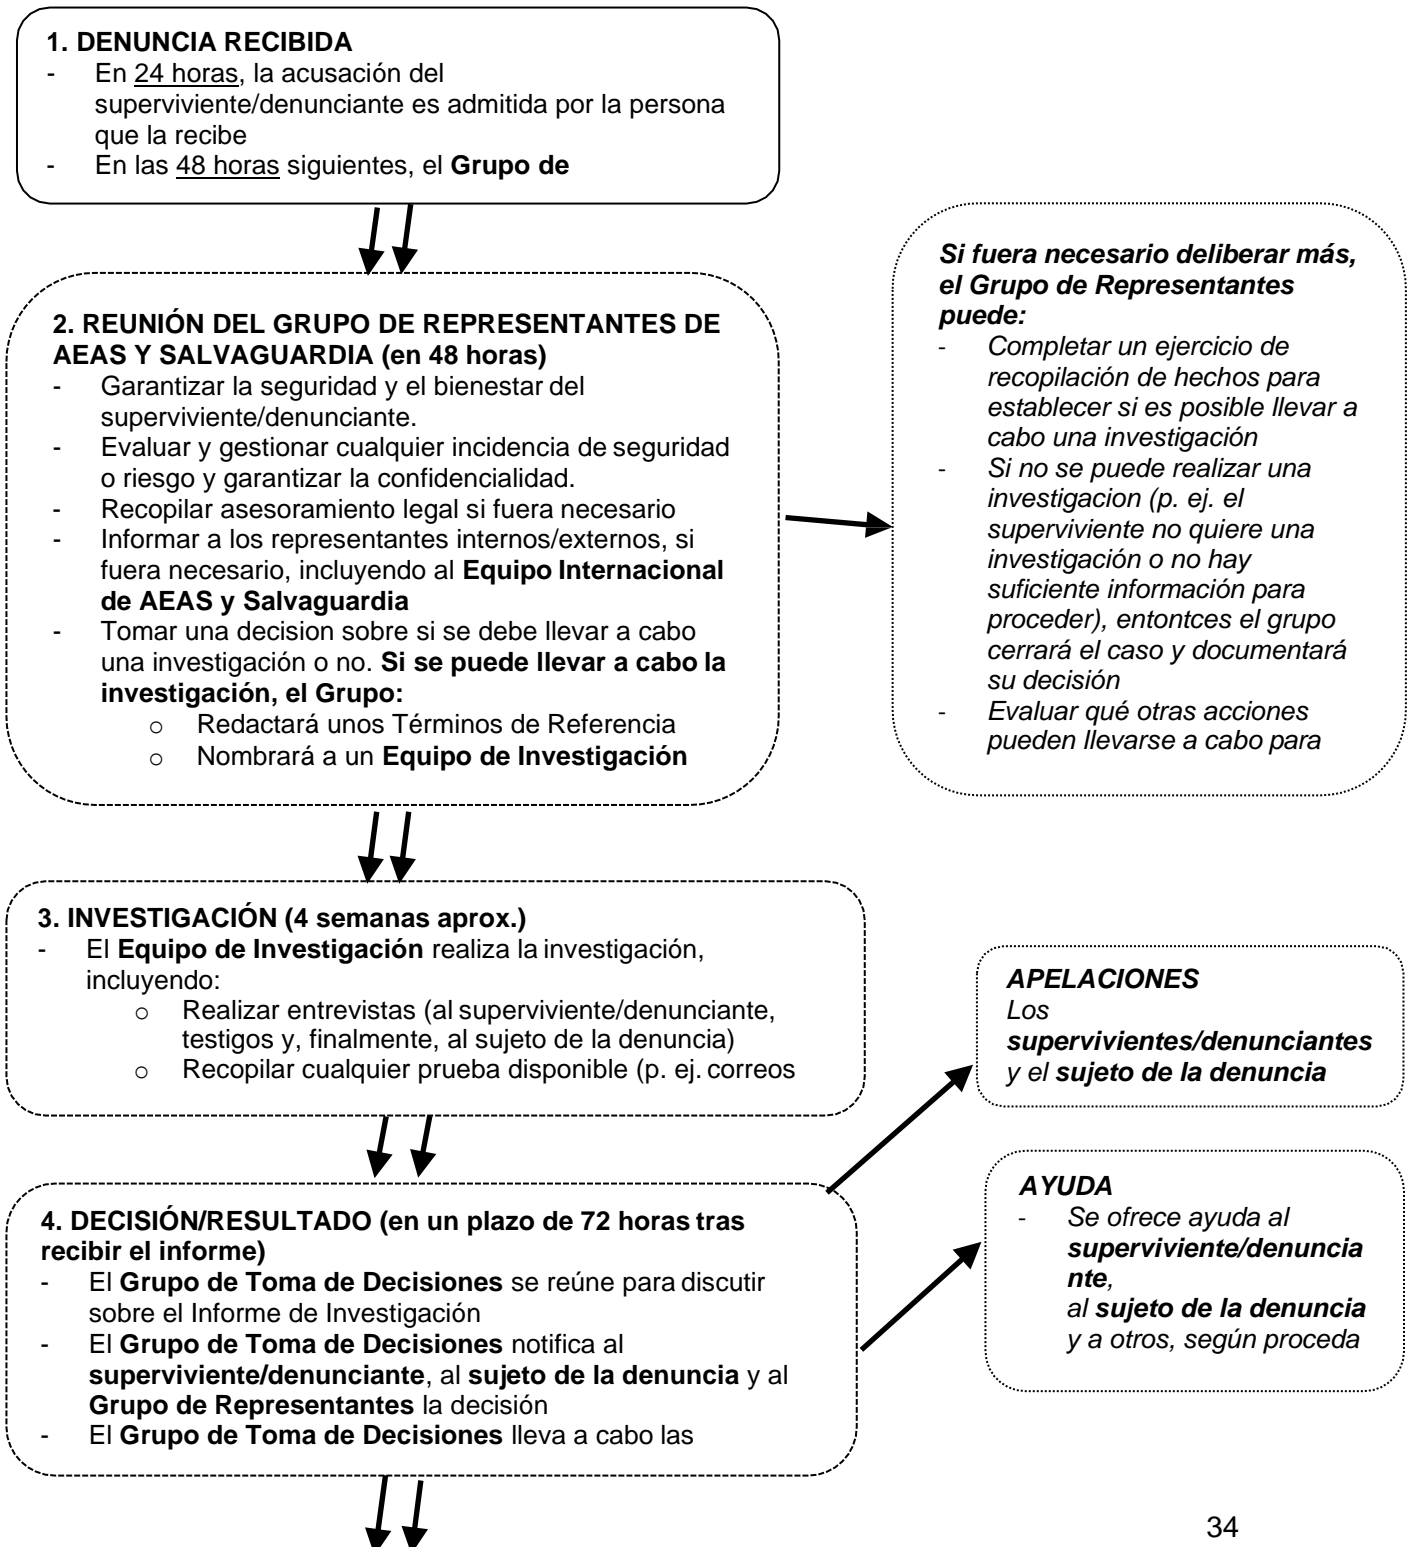 1. DENUNCIA RECIBIDA
- En 24 horas, la acusación del
superviviente/denunciante es admitida por la persona
que la recibe
- En las 48 horas siguientes, el Grupo de
2. REUNIÓN DEL GRUPO DE REPRESENTANTES DE
AEAS Y SALVAGUARDIA (en 48 horas)
- Garantizar la seguridad y el bienestar del
superviviente/denunciante.
- Evaluar y gestionar cualquier incidencia de seguridad
o riesgo y garantizar la confidencialidad.
- Recopilar asesoramiento legal si fuera necesario
- Informar a los representantes internos/externos, si
fuera necesario, incluyendo al Equipo Internacional
de AEAS y Salvaguardia
- Tomar una decision sobre si se debe llevar a cabo
una investigación o no. Si se puede llevar a cabo la
investigación, el Grupo:
o Redactará unos Términos de Referencia
o Nombrará a un Equipo de Investigación
Si fuera necesario deliberar más,
el Grupo de Representantes
puede:
- Completar un ejercicio de
recopilación de hechos para
establecer si es posible llevar a
cabo una investigación
- Si no se puede realizar una
investigacion (p. ej. el
superviviente no quiere una
investigación o no hay
suficiente información para
proceder), entontces el grupo
cerrará el caso y documentará
su decisión
- Evaluar qué otras acciones
pueden llevarse a cabo para
3. INVESTIGACIÓN (4 semanas aprox.)
- El Equipo de Investigación realiza la investigación,
incluyendo:
o Realizar entrevistas (al superviviente/denunciante,
testigos y, finalmente, al sujeto de la denuncia)
o Recopilar cualquier prueba disponible (p. ej. correos
APELACIONES
Los
supervivientes/denunciantes
y el sujeto de la denuncia
4. DECISIÓN/RESULTADO (en un plazo de 72 horas tras
recibir el informe)
- El Grupo de Toma de Decisiones se reúne para discutir
sobre el Informe de Investigación
- El Grupo de Toma de Decisiones notifica al
superviviente/denunciante, al sujeto de la denuncia y al
Grupo de Representantes la decisión
- El Grupo de Toma de Decisiones lleva a cabo las
AYUDA
- Se ofrece ayuda al
superviviente/denuncia
nte,
al sujeto de la denuncia
y a otros, según proceda
34